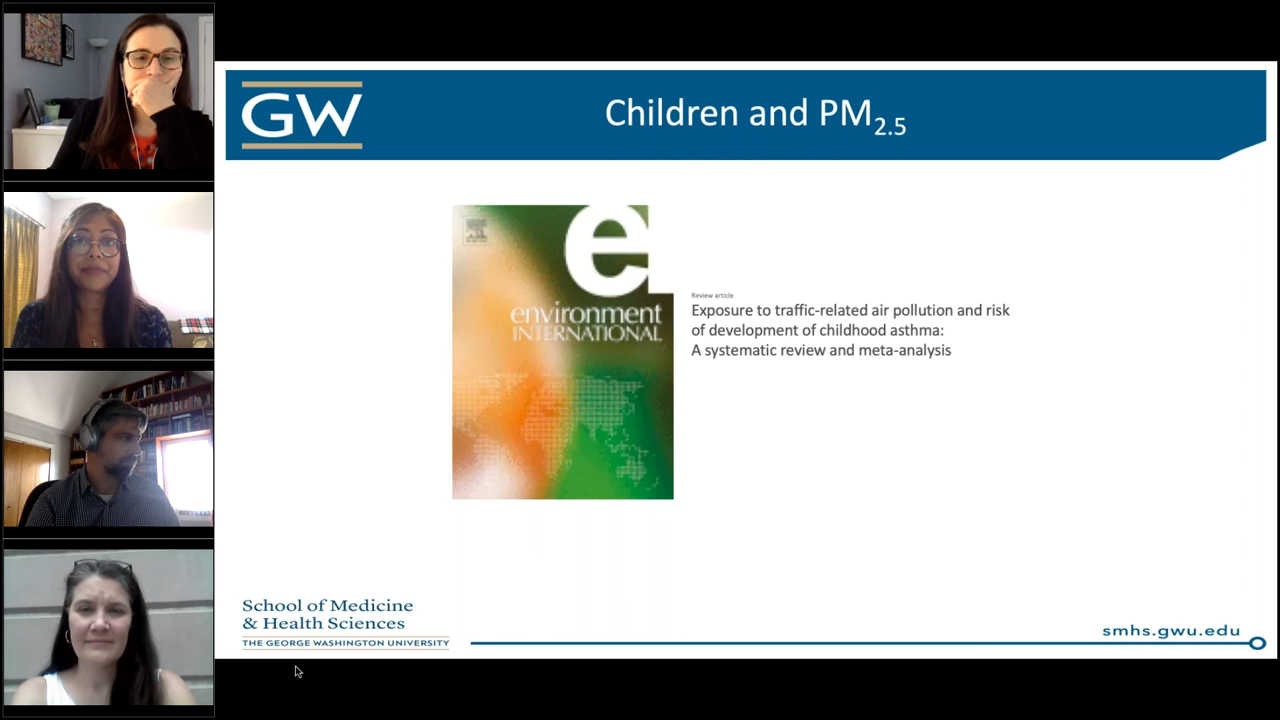 GW
Children and PM2.5
e
environment
INTERNATIONAL
Review article
Exposure to traffic-related air pollution and risk
of development of childhood asthma:
A systematic review and meta-analysis
School of Medicine
& Health Sciences
THE GEORGE WASHINGTON UNIVERSITY
smhs.gwu.edu